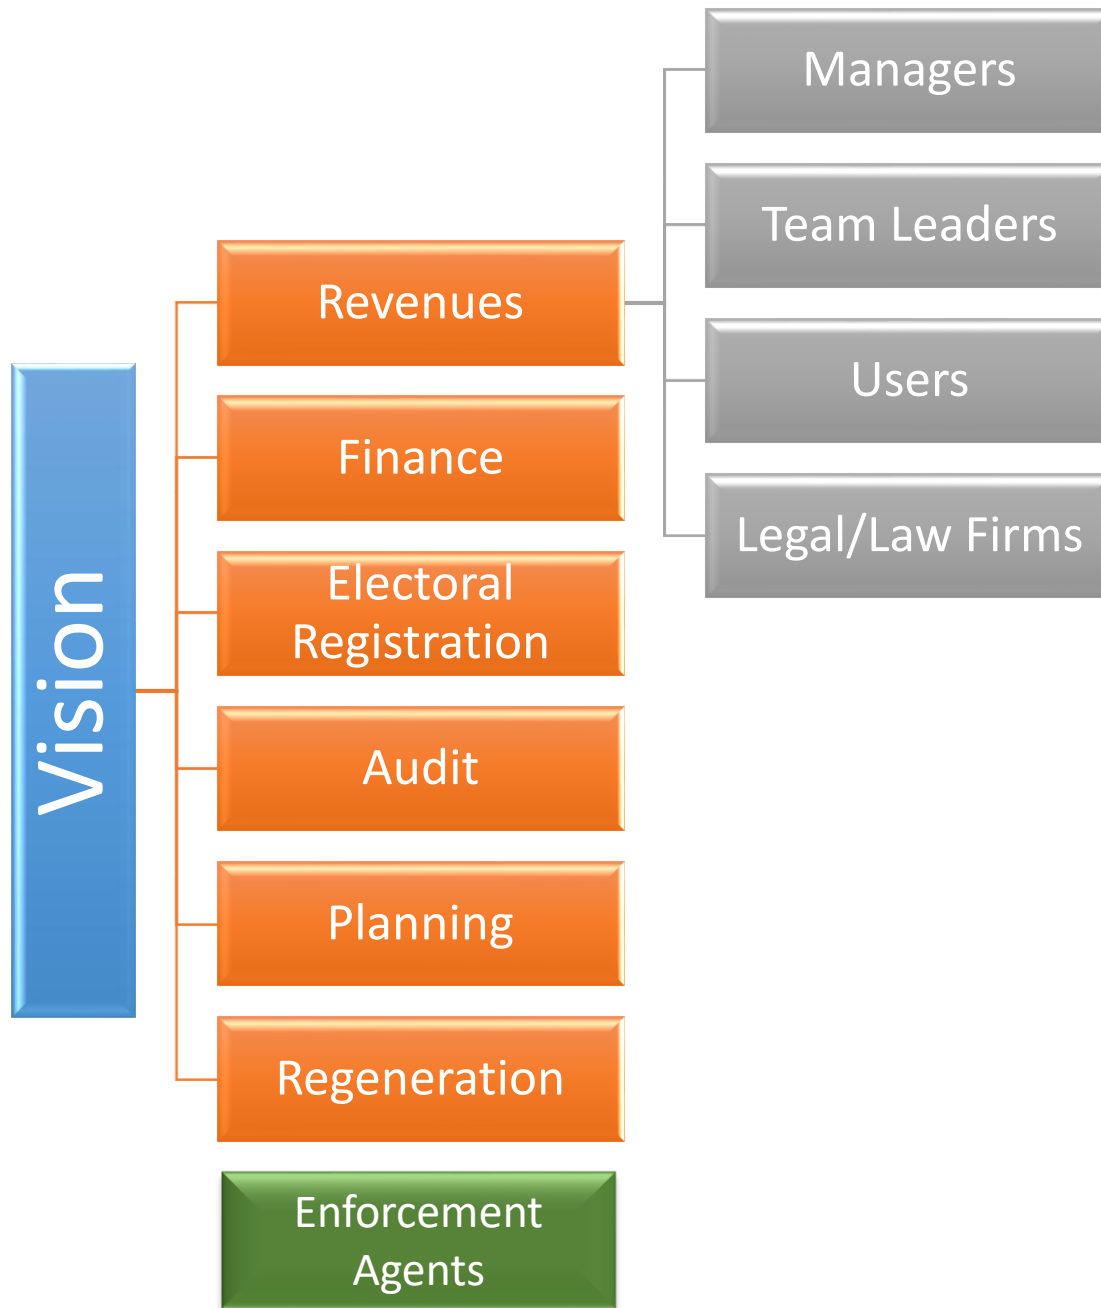 Vision
Revenues
Finance
Electoral
Registration
Audit
Planning
Regeneration
Enforcement
Agents
Managers
Team Leaders
Users
Legal/Law Firms